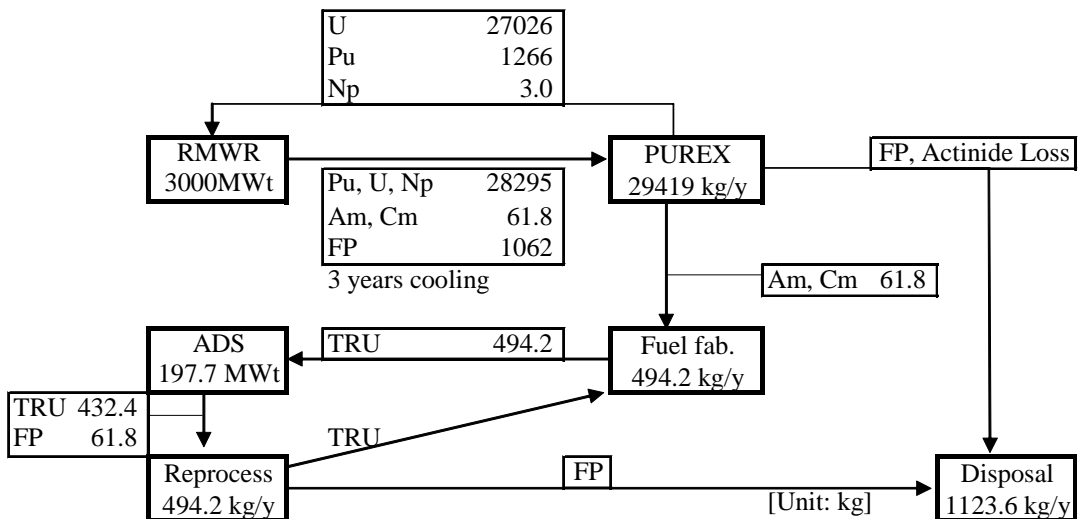 U 27026
Pu 1266
Np 3.0
RMWR
3000MWt
PUREX
29419 kg/y
FP, Actinide Loss
Pu, U, Np 28295
Am, Cm 61.8
FP 1062
3 years cooling
Am, Cm 61.8
ADS
197.7 MWt
TRU 494.2
Fuel fab.
494.2 kg/y
TRU 432.4
FP 61.8
TRU
Reprocess
494.2 kg/y
FP
[Unit: kg]
Disposal
1123.6 kg/y